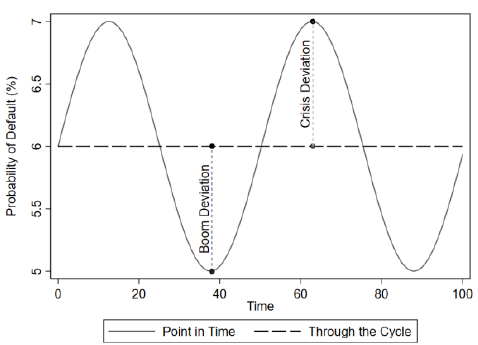 7
6.5
6
5.5
5
Probability of Default (%)
Crisis Deviation
Boom Deviation
0 20 40 60 80 100
Time
Point in Time Through the Cycle